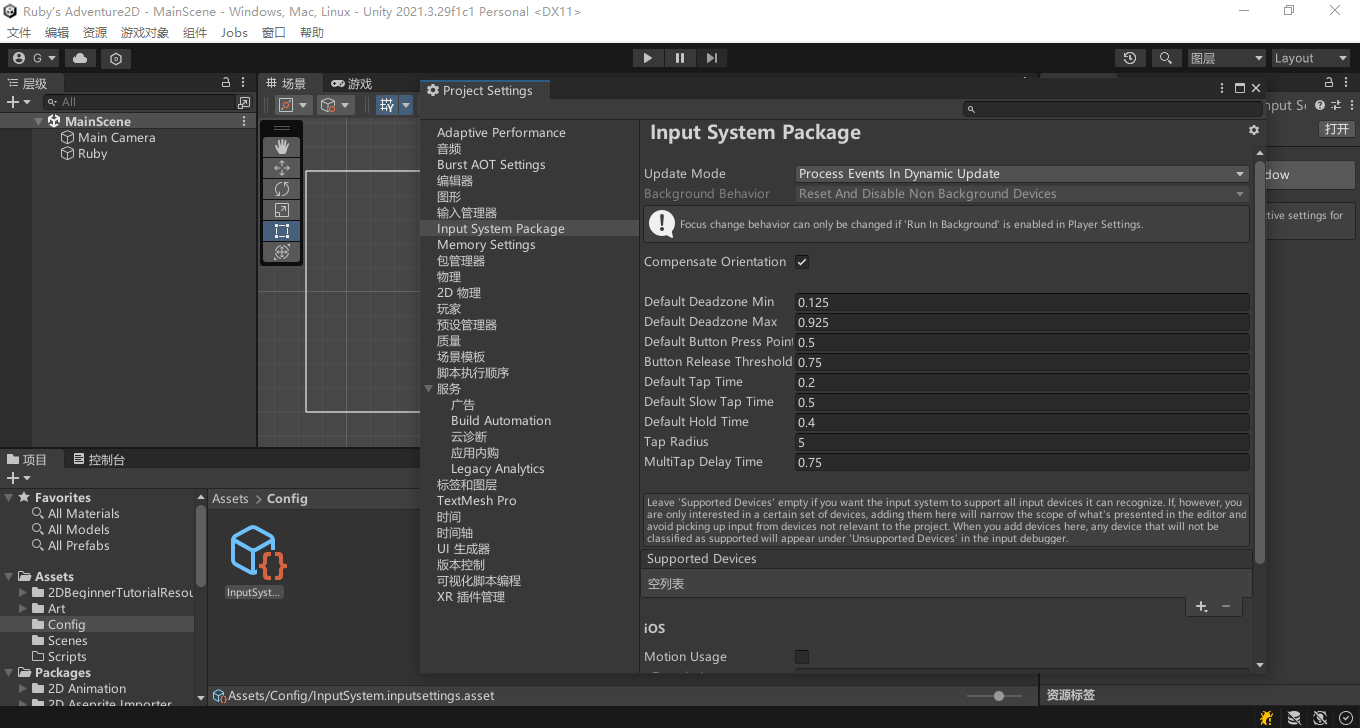 Ruby's Adventure2D - MainScene - Windows, Mac, Linux - Unity 2021.3.29f1c1 Personal <DX11>
文件 编辑 资源 游戏对象 组件 Jobs 窗口 帮助
G
图层
Layout
层级
All
MainScene
Main Camera
Ruby
场景
游戏
Project Settings
Adaptive Performance
音频
Burst AOT Settings
编辑器
图形
输入管理器
Input System Package
Memory Settings
包管理器
物理
2D 物理
玩家
预设管理器
质量
场景模板
脚本执行顺序
服务
广告
Build Automation
云诊断
应用内购
Legacy Analytics
标签和图层
TextMesh Pro
时间
时间轴
UI 生成器
版本控制
可视化脚本编程
XR 插件管理
Input System Package
Update Mode Process Events In Dynamic Update
Background Behavior Reset And Disable Non Background Devices
Focus change behavior can only be changed if 'Run In Background' is enabled in Player Settings.
Compensate Orientation
Default Deadzone Min 0.125
Default Deadzone Max 0.925
Default Button Press Point 0.5
Button Release Threshold 0.75
Default Tap Time 0.2
Default Slow Tap Time 0.5
Default Hold Time 0.4
Tap Radius 5
MultiTap Delay Time 0.75
Leave 'Supported Devices' empty if you want the input system to support all input devices it can recognize. If, however, you
are only interested in a certain set of devices, adding them here will narrow the scope of what's presented in the editor and
avoid picking up input from devices not relevant to the project. When you add devices here, any device that will not be
classified as supported will appear under 'Unsupported Devices' in the input debugger.
Supported Devices
空列表
iOS
Motion Usage
nput S
打开
dow
ctive settings for
项目
控制台
Favorites
All Materials
All Models
All Prefabs
Assets
2DBeginnerTutorialResou
Art
Config
Scenes
Scripts
Packages
2D Animation
2D Aseprite Importer
Assets > Config
InputSyst...
Assets/Config/InputSystem.inputsettings.asset
资源标签